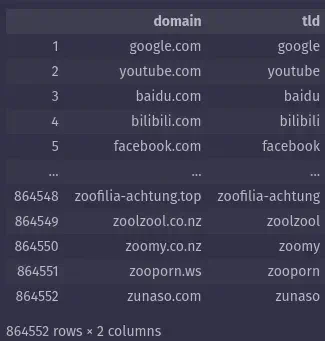 domain tld
1 google.com google
2 youtube.com youtube
3 baidu.com baidu
4 bilibili.com bilibili
5 facebook.com facebook
... ... ...
864548 zoofilia-achtung.top zoofilia-achtung
864549 zoolzool.co.nz zoolzool
864550 zoomy.co.nz zoomy
864551 zooporn.ws zooporn
864552 zunaso.com zunaso
864552 rows × 2 columns